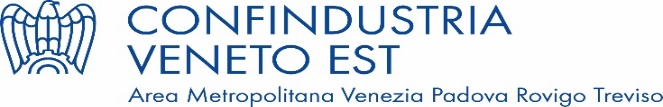 CONFINDUSTRIA
VENETO EST
Area Metropolitana Venezia Padova Rovigo Treviso